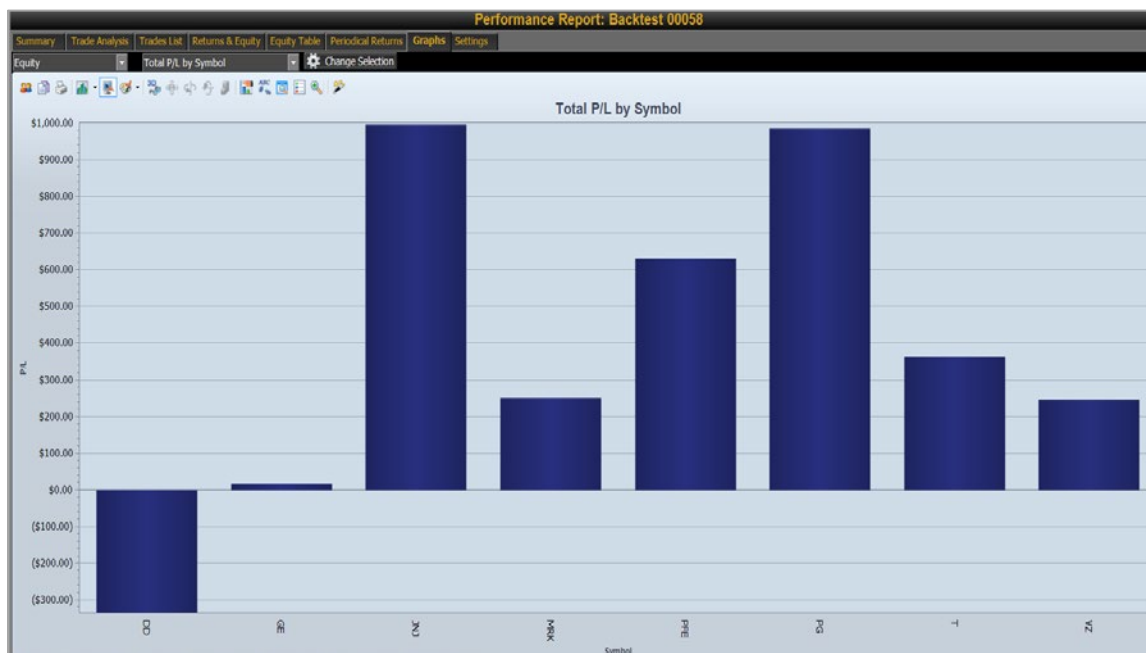 Performance Report: Backtest 00058
Summary Trade Analysis Trades List Returns & Equity Equity Table Periodical Returns Graphs Settings
Equity Total P/L by Symbol Change Selection
Total P/L by Symbol
$1,000.00
$900.00
$800.00
$700.00
$600.00
$500.00
$400.00
$300.00
$200.00
$100.00
$0.00
($100.00)
($200.00)
($300.00)
P/L
DD GE JNJ MRK PFE PG T VZ
Symbol